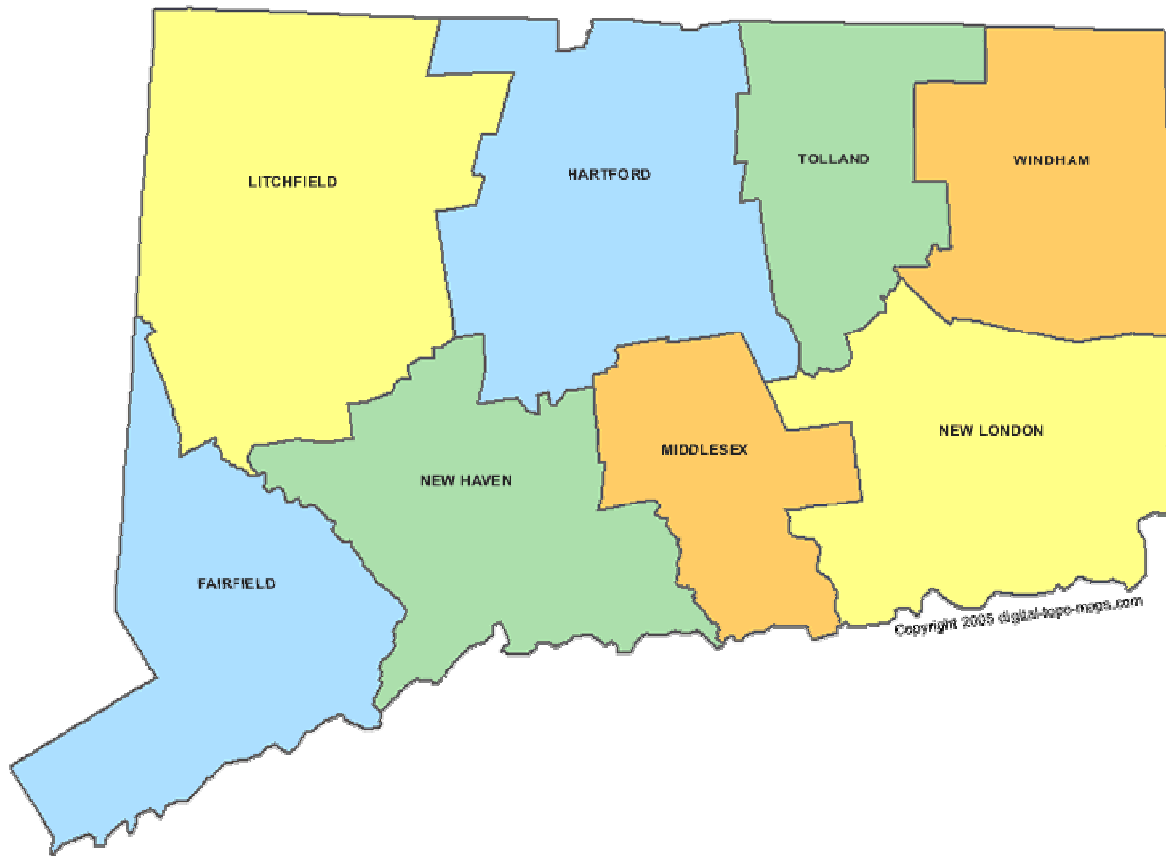 LITCHFIELD
HARTFORD
TOLLAND
WINDHAM
NEW LONDON
MIDDLESEX
NEW HAVEN
FAIRFIELD
Copyright 2005 digital-topo-maps.com